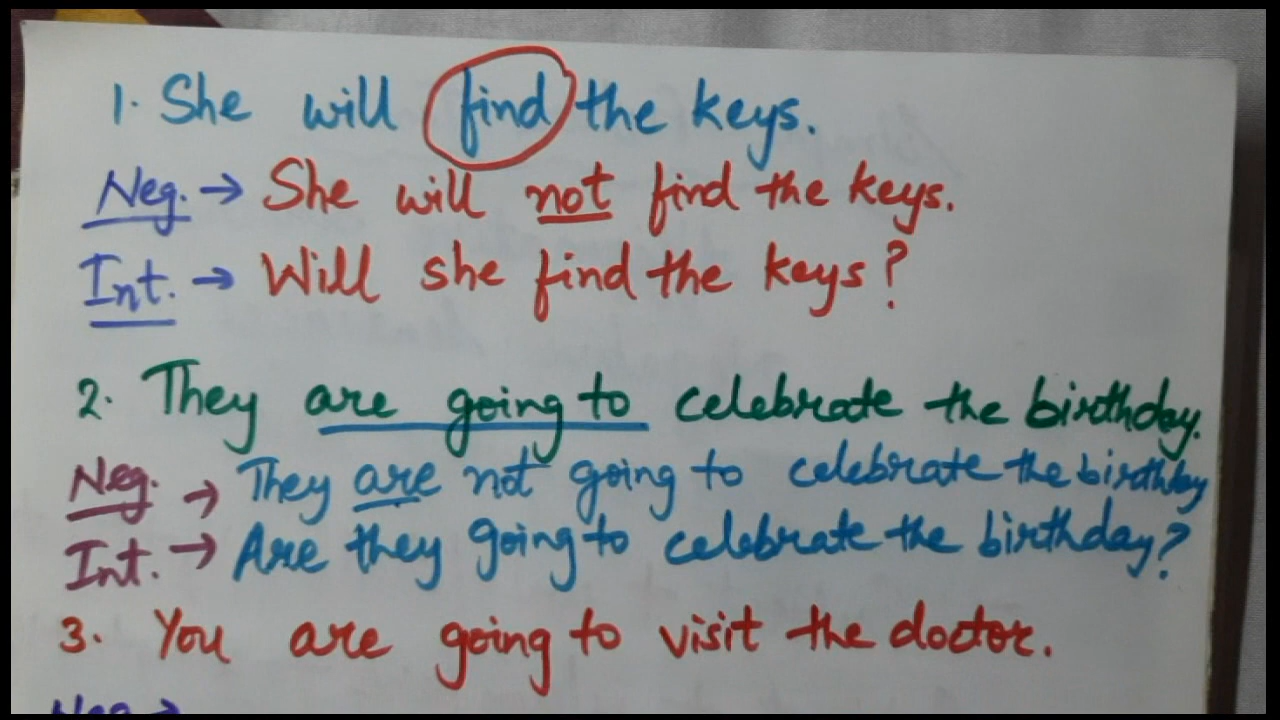 1. She will find the keys.
Neg. → She will not find the keys.
Int. → Will she find the keys?
2. They are going to celebrate the birthday.
Neg. → They are not going to celebrate the birthday
Int. → Are they going to celebrate the birthday?
3. You are going to visit the doctor.
Neg →